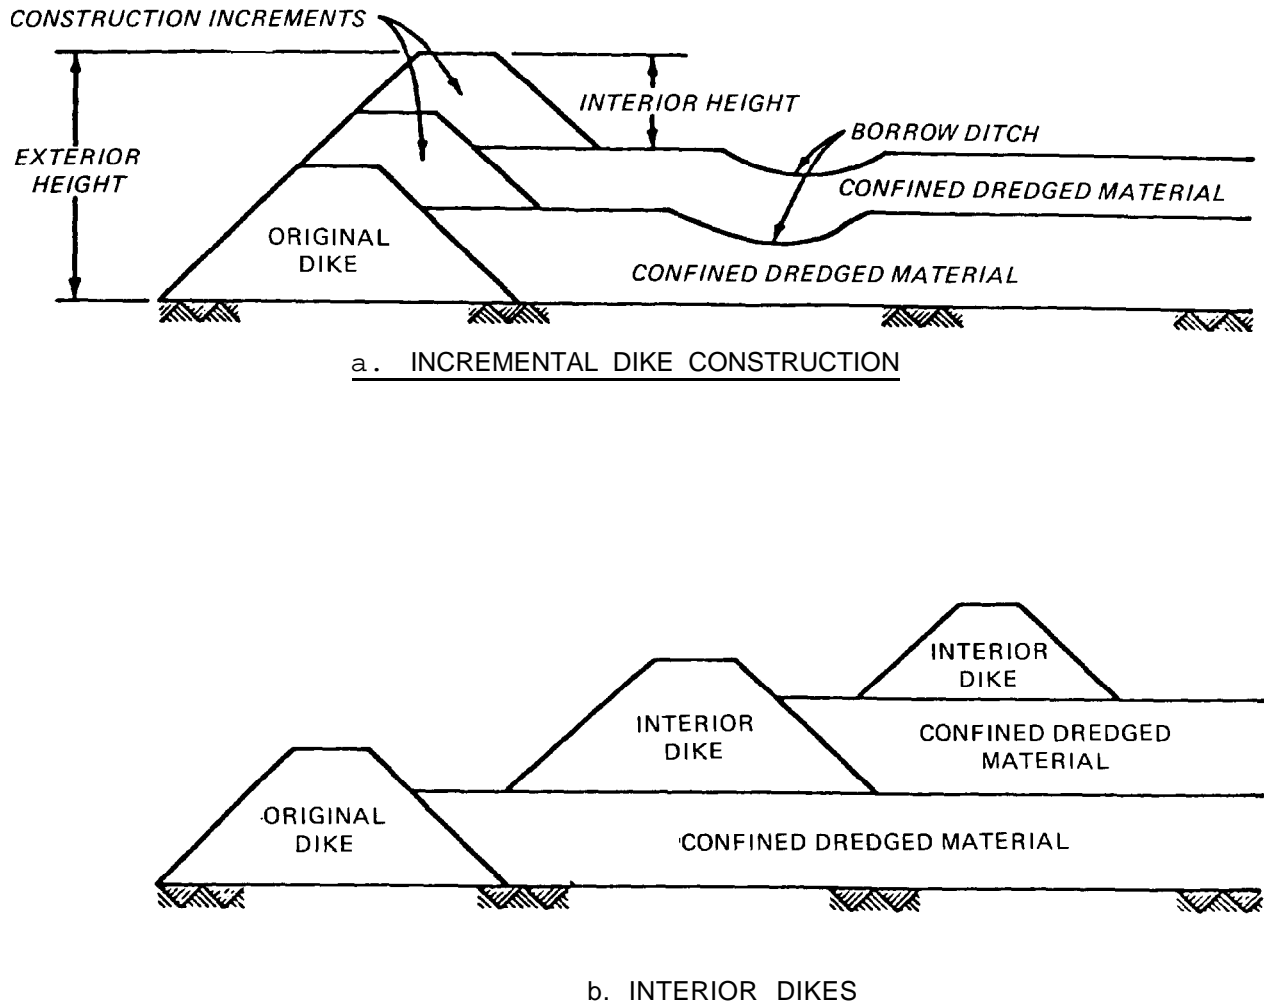 CONSTRUCTION INCREMENTS
INTERIOR HEIGHT
BORROW DITCH
EXTERIOR
HEIGHT
CONFINED DREDGED MATERIAL
ORIGINAL
DIKE
CONFINED DREDGED MATERIAL
a. INCREMENTAL DIKE CONSTRUCTION
INTERIOR
DIKE
INTERIOR
DIKE
CONFINED DREDGED
MATERIAL
ORIGINAL
DIKE
CONFINED DREDGED MATERIAL
b. INTERIOR DIKES